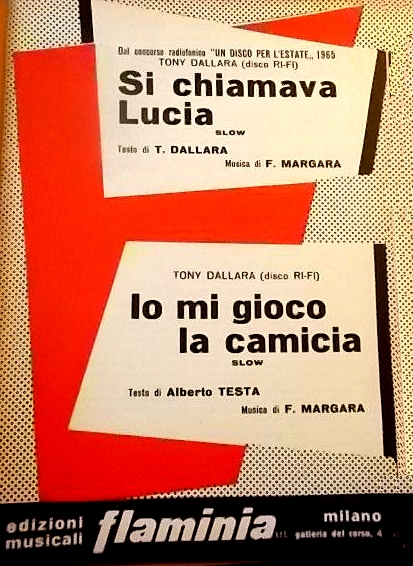 Dal concorso radiofonico "UN DISCO PER L'ESTATE,, 1965
TONY DALLARA (disco RI-FI)
Si chiamava
Lucia
SLOW
Testo di T. DALLARA
Musica di F. MARGARA
TONY DALLARA (disco RI-FI)
Io mi gioco
la camicia
SLOW
Testo di Alberto TESTA
Musica di F. MARGARA
edizioni
musicali
flaminia s.r.l.
milano
galleria del corso, 4